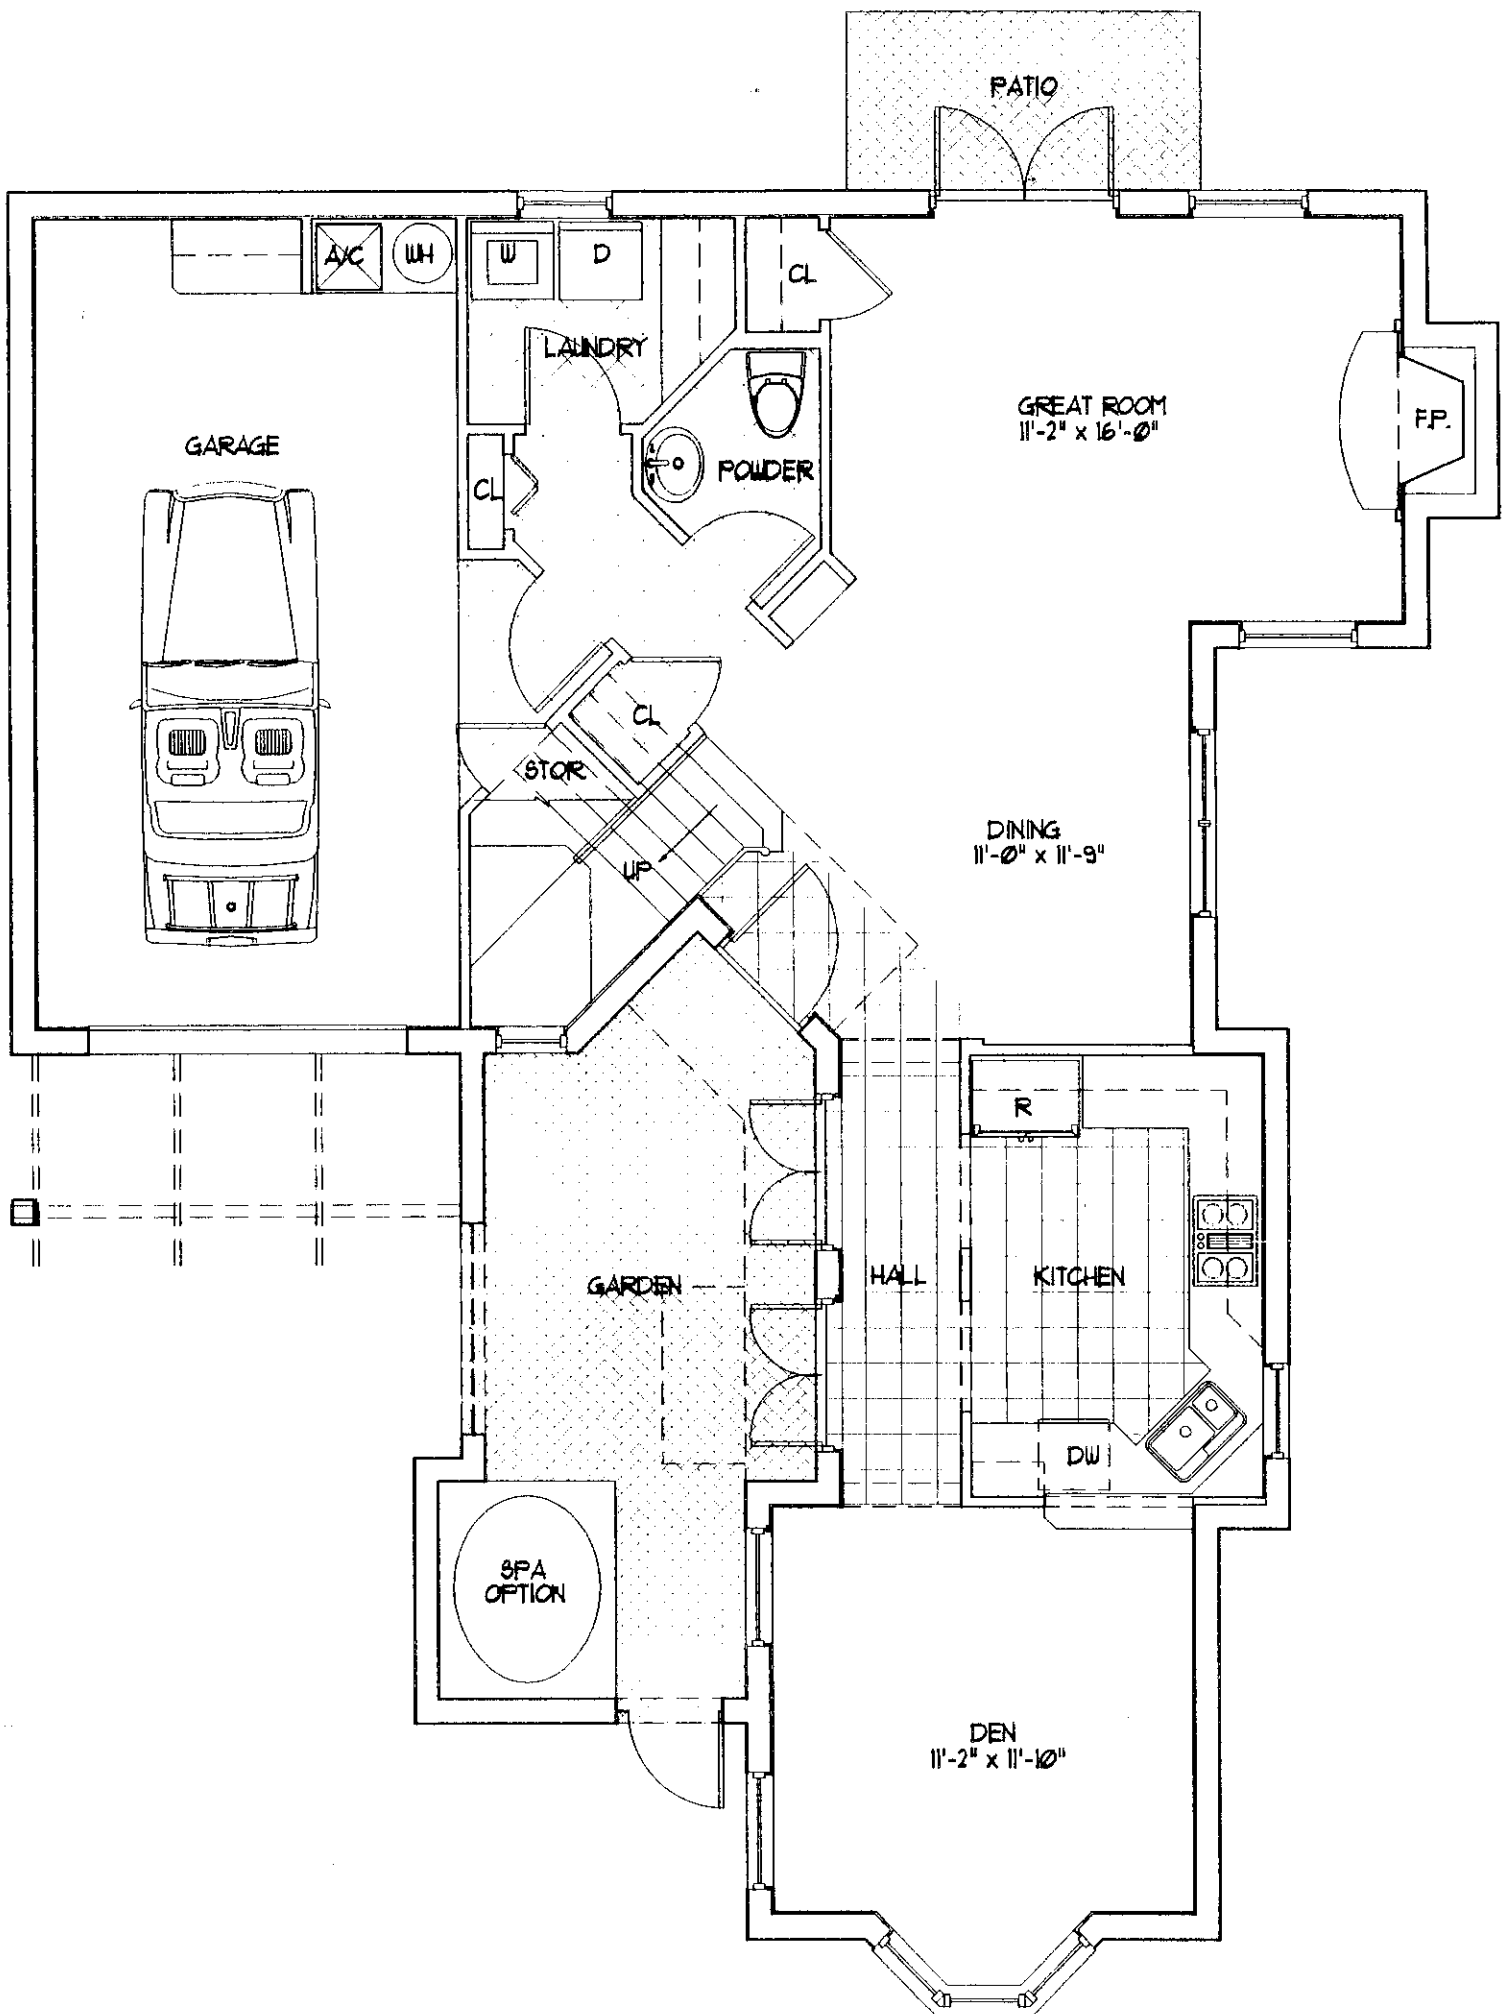 PATIO
A/C
WH
W
D
CL
LAUNDRY
GREAT ROOM
11'-2" x 16'-0"
F.P.
GARAGE
POWDER
CL
CL
STOR
DINING
11'-0" x 11'-9"
UP
R
GARDEN
HALL
KITCHEN
DW
SPA
OPTION
DEN
11'-2" x 11'-10"